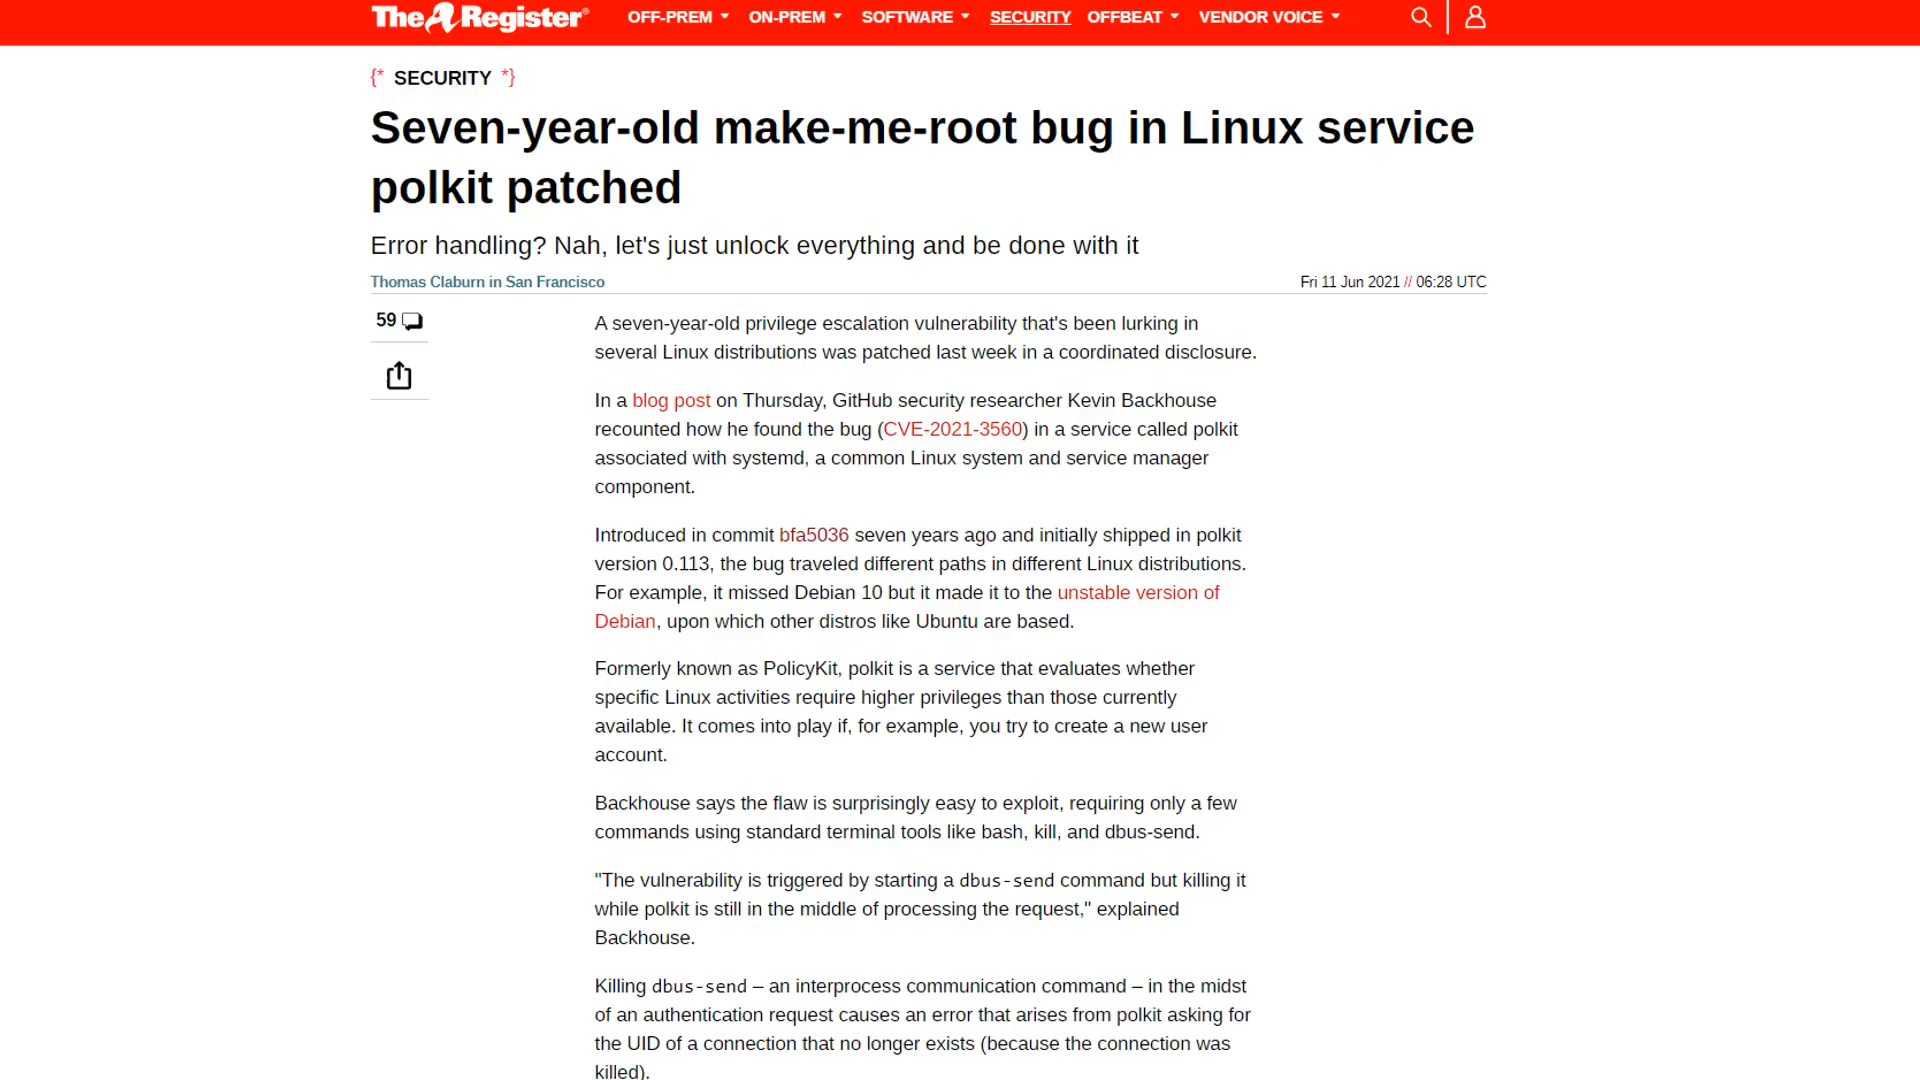 The Register®
OFF-PREM
ON-PREM
SOFTWARE
SECURITY
OFFBEAT
VENDOR VOICE
{* SECURITY *}
Seven-year-old make-me-root bug in Linux service
polkit patched
Error handling? Nah, let's just unlock everything and be done with it
Thomas Claburn in San Francisco
Fri 11 Jun 2021 // 06:28 UTC
59
A seven-year-old privilege escalation vulnerability that's been lurking in
several Linux distributions was patched last week in a coordinated disclosure.
In a blog post on Thursday, GitHub security researcher Kevin Backhouse
recounted how he found the bug (CVE-2021-3560) in a service called polkit
associated with systemd, a common Linux system and service manager
component.
Introduced in commit bfa5036 seven years ago and initially shipped in polkit
version 0.113, the bug traveled different paths in different Linux distributions.
For example, it missed Debian 10 but it made it to the unstable version of
Debian, upon which other distros like Ubuntu are based.
Formerly known as PolicyKit, polkit is a service that evaluates whether
specific Linux activities require higher privileges than those currently
available. It comes into play if, for example, you try to create a new user
account.
Backhouse says the flaw is surprisingly easy to exploit, requiring only a few
commands using standard terminal tools like bash, kill, and dbus-send.
"The vulnerability is triggered by starting a dbus-send command but killing it
while polkit is still in the middle of processing the request," explained
Backhouse.
Killing dbus-send – an interprocess communication command – in the midst
of an authentication request causes an error that arises from polkit asking for
the UID of a connection that no longer exists (because the connection was
killed).